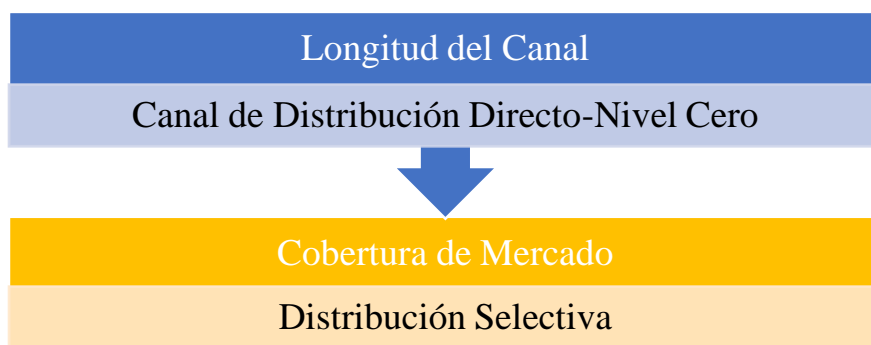 Longitud del Canal
Canal de Distribución Directo-Nivel Cero
Cobertura de Mercado
Distribución Selectiva